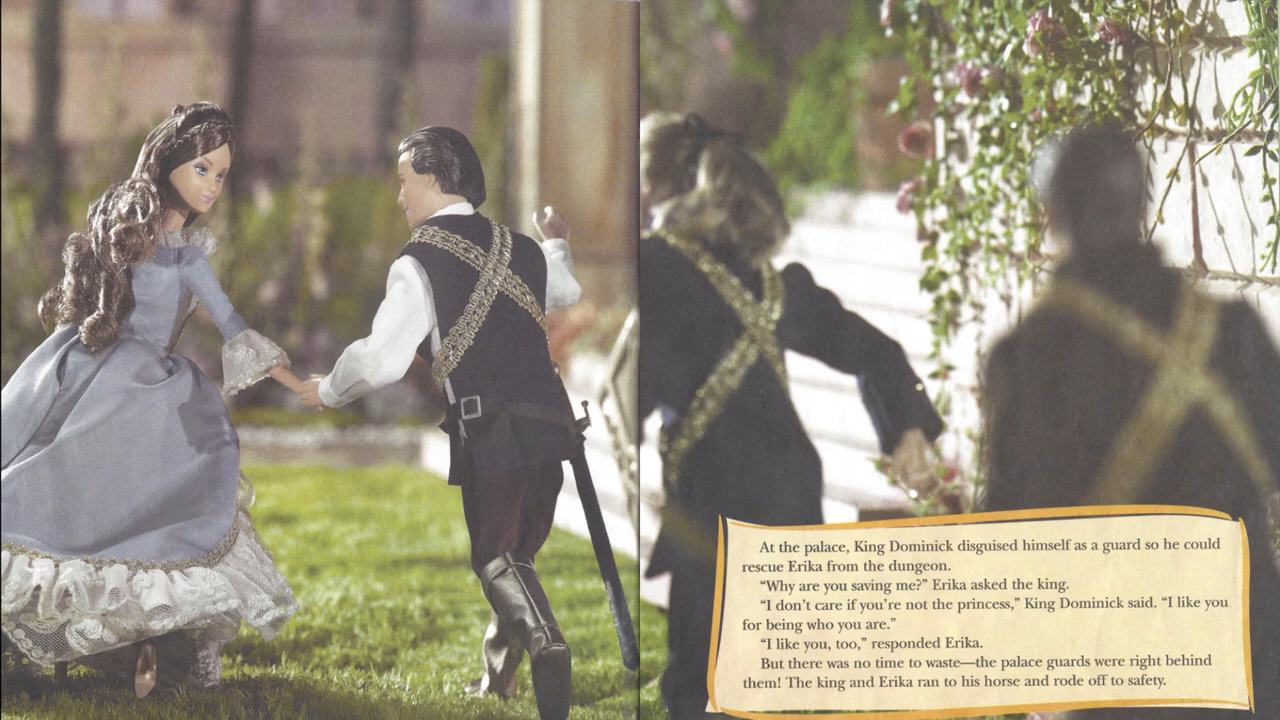 At the palace, King Dominick disguised himself as a guard so he could
rescue Erika from the dungeon.
“Why are you saving me?” Erika asked the king.
“I don’t care if you’re not the princess,” King Dominick said. “I like you
for being who you are.”
“I like you, too,” responded Erika.
But there was no time to waste—the palace guards were right behind
them! The king and Erika ran to his horse and rode off to safety.